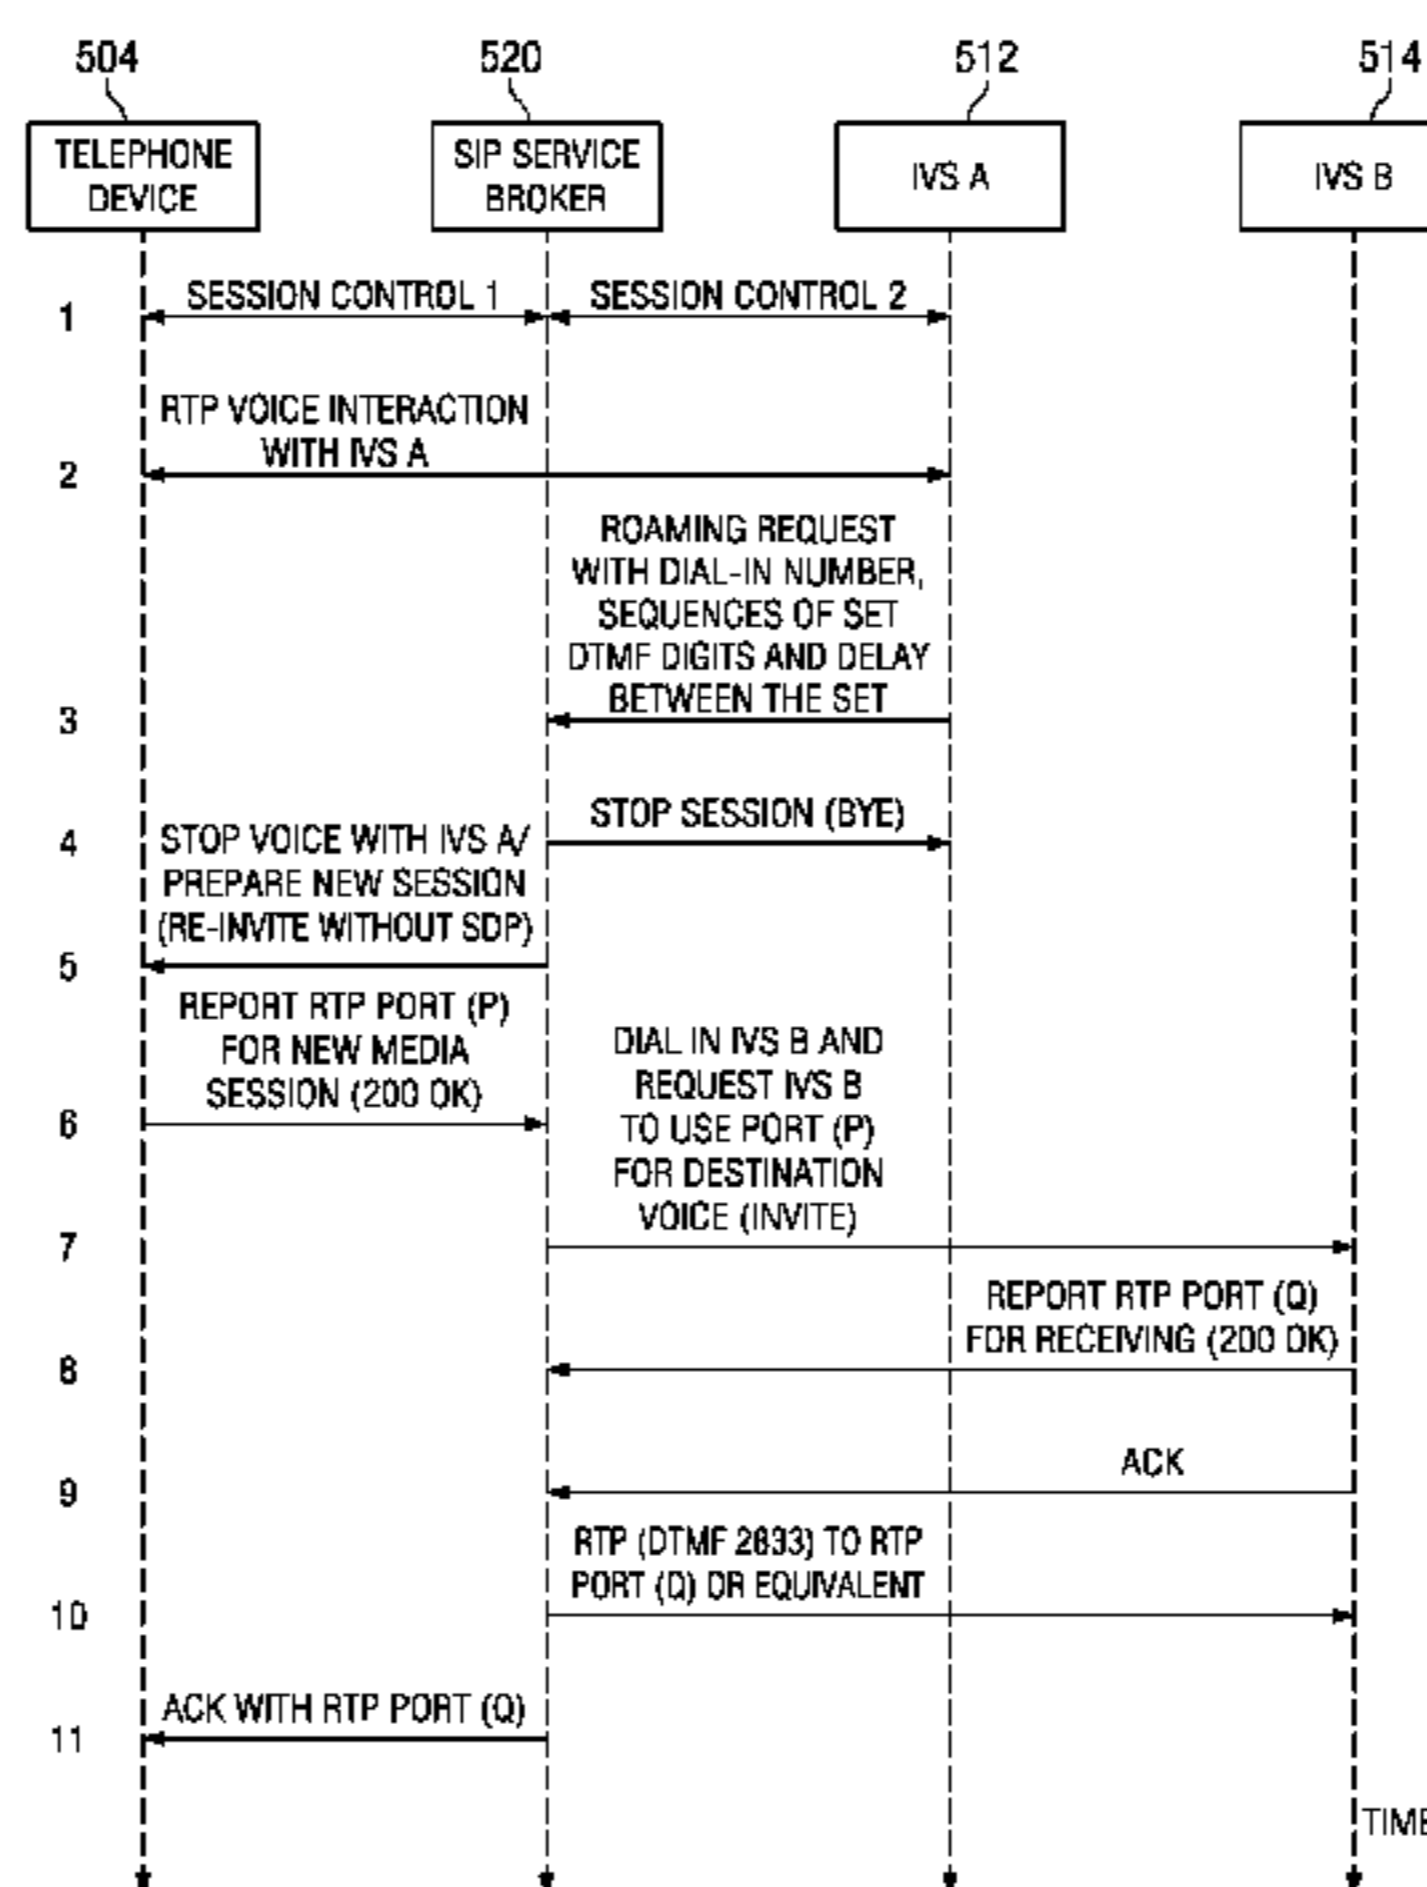 504
520
512
514
TELEPHONE
DEVICE
SIP SERVICE
BROKER
IVS A
IVS B
1
SESSION CONTROL 1
SESSION CONTROL 2
RTP VOICE INTERACTION
WITH IVS A
2
ROAMING REQUEST
WITH DIAL-IN NUMBER,
SEQUENCES OF SET
DTMF DIGITS AND DELAY
BETWEEN THE SET
3
STOP SESSION (BYE)
4
STOP VOICE WITH IVS A/
PREPARE NEW SESSION
(RE-INVITE WITHOUT SDP)
5
REPORT RTP PORT (P)
FOR NEW MEDIA
SESSION (200 OK)
6
DIAL IN IVS B AND
REQUEST IVS B
TO USE PORT (P)
FOR DESTINATION
VOICE (INVITE)
7
REPORT RTP PORT (Q)
FOR RECEIVING (200 OK)
8
ACK
9
RTP (DTMF 2833) TO RTP
PORT (Q) OR EQUIVALENT
10
ACK WITH RTP PORT (Q)
11
TIME